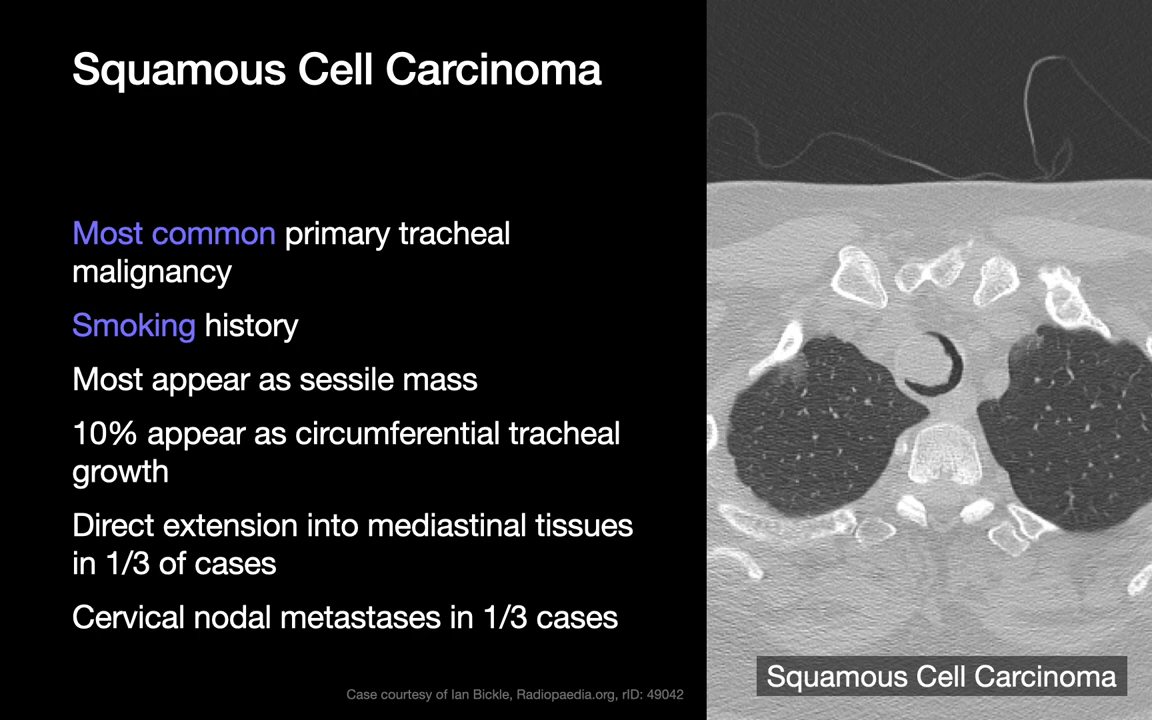 Squamous Cell Carcinoma
Most common primary tracheal
malignancy
Smoking history
Most appear as sessile mass
10% appear as circumferential tracheal
growth
Direct extension into mediastinal tissues
in 1/3 of cases
Cervical nodal metastases in 1/3 cases
Case courtesy of Ian Bickle, Radiopaedia.org, rID: 49042
Squamous Cell Carcinoma